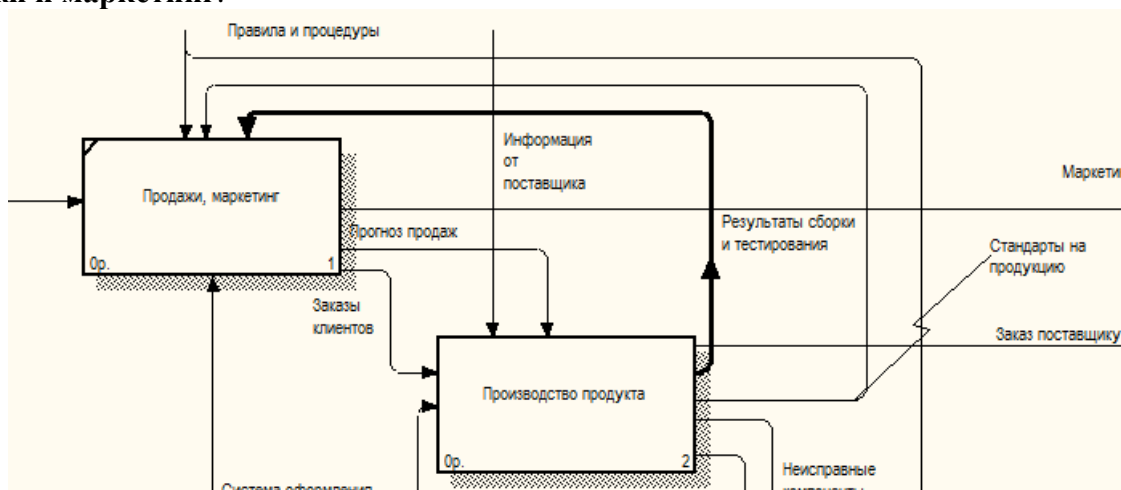 Правила и процедуры
Информация
от
поставщика
Маркетин
Продажи, маркетинг
Результаты сборки
и тестирования
Прогноз продаж
Стандарты на
продукцию
0р.
1
Заказы
клиентов
Заказ поставщику
Производство продукта
0р.
2
Неисправные